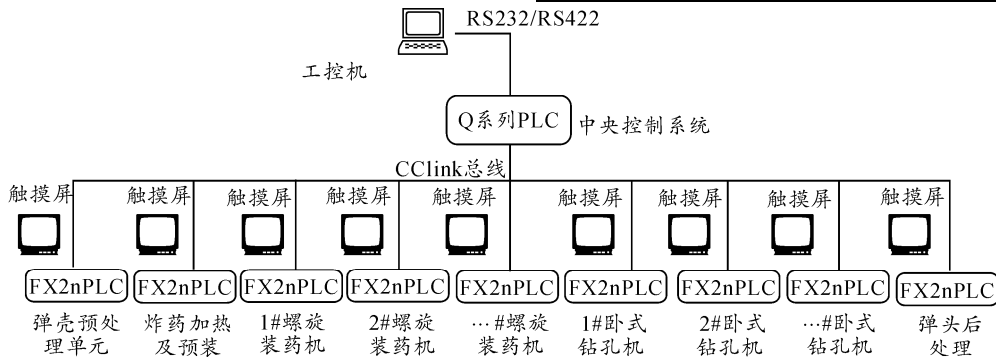 RS232/RS422
工控机
Q系列PLC
中央控制系统
CClink总线
触摸屏 触摸屏 触摸屏 触摸屏 触摸屏 触摸屏 触摸屏 触摸屏 触摸屏
FX2nPLC FX2nPLC FX2nPLC FX2nPLC FX2nPLC FX2nPLC FX2nPLC FX2nPLC FX2nPLC
弹壳预处 炸药加热 1#螺旋 2#螺旋 …#螺旋 1#卧式 2#卧式 …#卧式 弹头后
理单元 及预装 装药机 装药机 装药机 钻孔机 钻孔机 钻孔机 处理